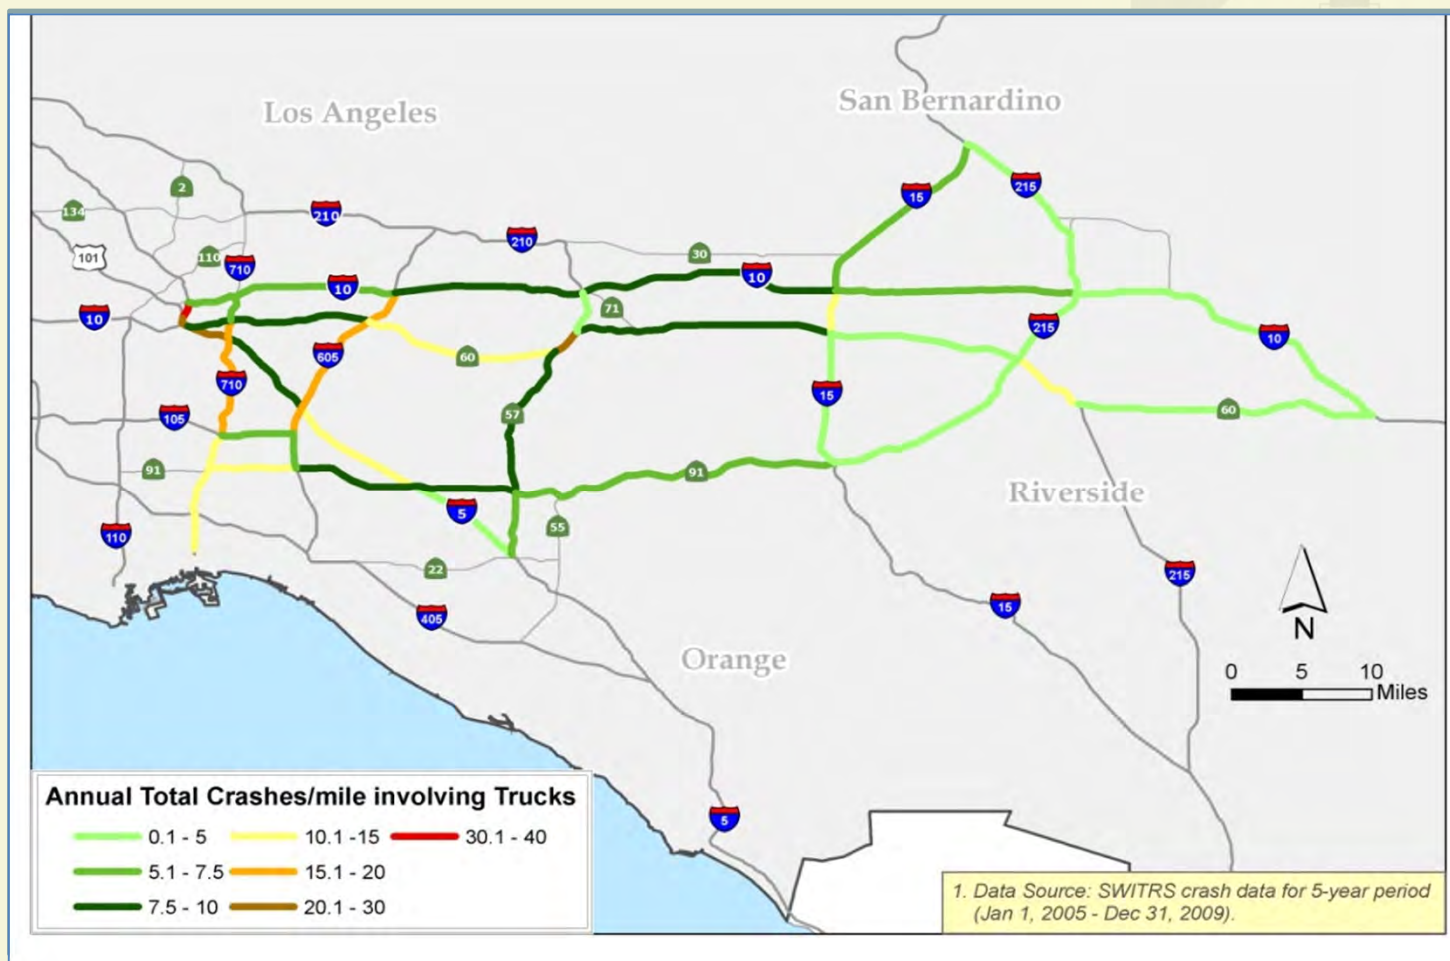 San Bernardino
Los Angeles
15
215
2
134
210
210
101
110
710
30
10
10
71
10
215
10
605
60
710
15
105
57
60
91
91
Riverside
5
55
110
22
215
405
15
N
Orange
0 5 10
Miles
5
Annual Total Crashes/mile involving Trucks
0.1 - 5 10.1 -15 30.1 - 40
5.1 - 7.5 15.1 - 20
7.5 - 10 20.1 - 30
1. Data Source: SWITRS crash data for 5-year period
(Jan 1, 2005 - Dec 31, 2009).